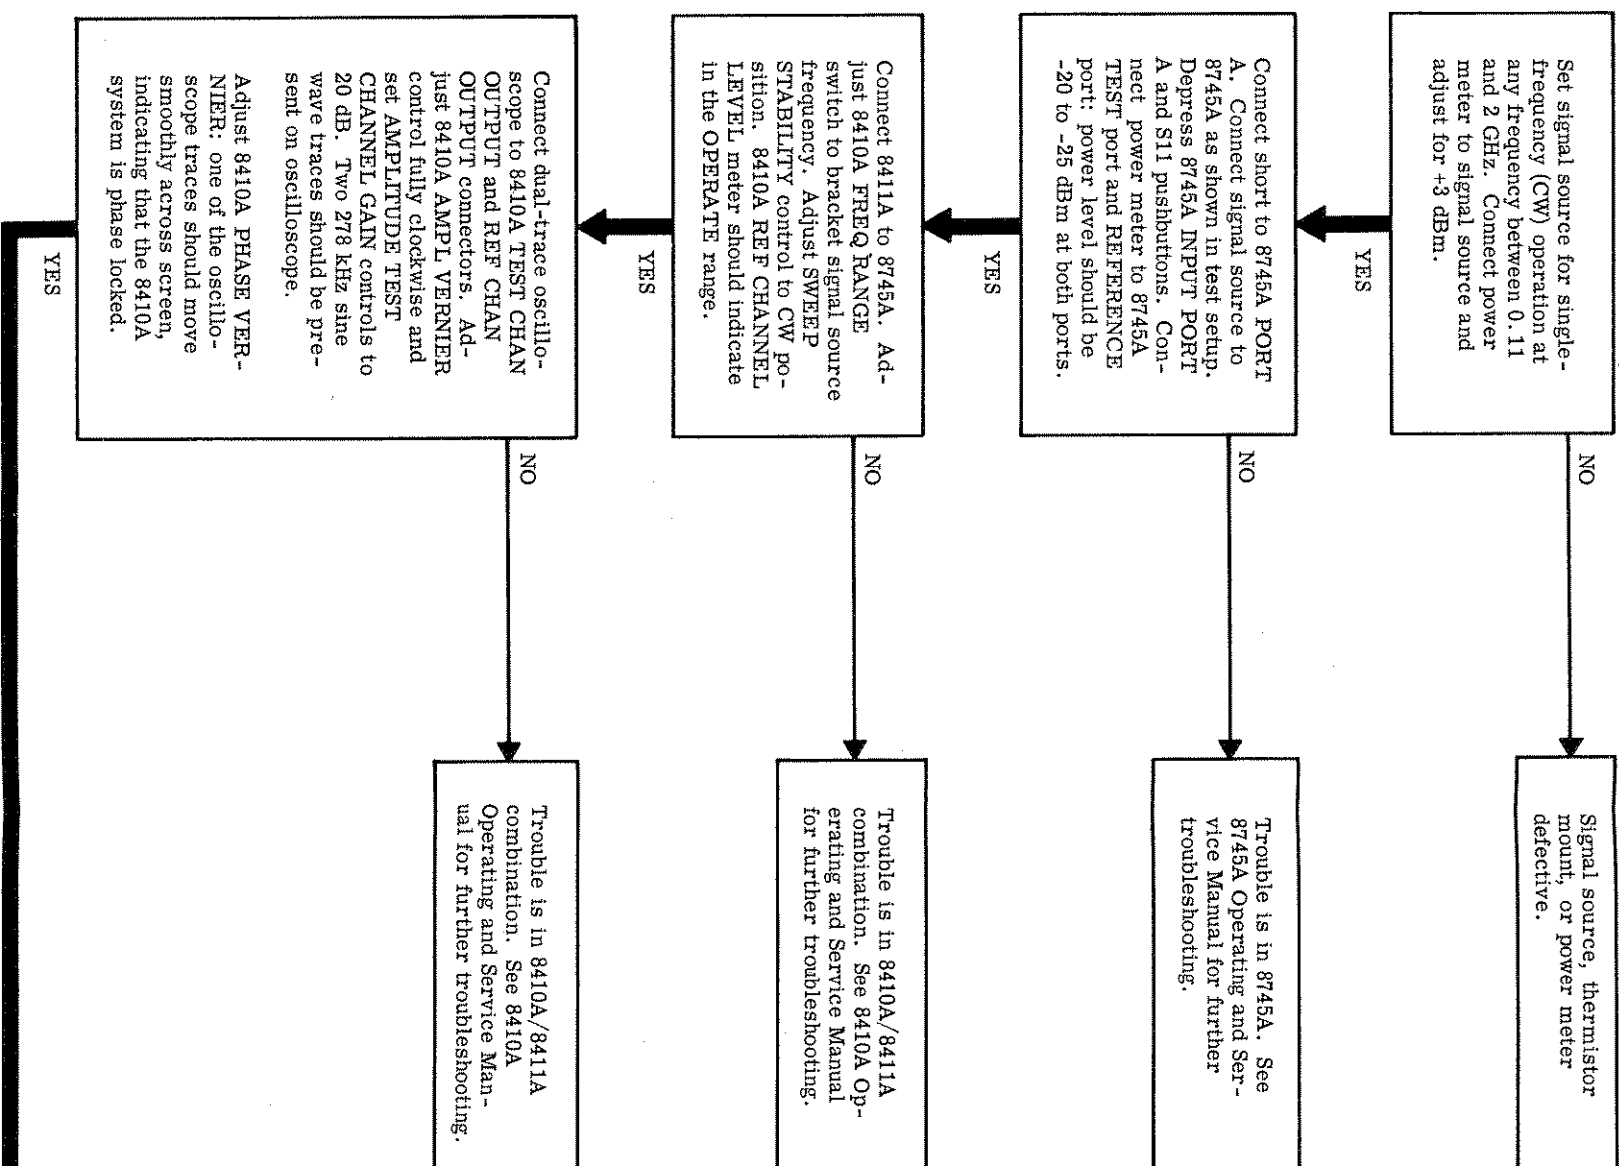 Set signal source for single-
frequency (CW) operation at
any frequency between 0.11
and 2 GHz. Connect power
meter to signal source and
adjust for +3 dBm.
NO
Signal source, thermistor
mount, or power meter
defective.
YES
Connect short to 8745A PORT
A. Connect signal source to
8745A as shown in test setup.
Depress 8745A INPUT PORT
A and S11 pushbuttons. Con-
nect power meter to 8745A
TEST port and REFERENCE
port: power level should be
-20 to -25 dBm at both ports.
NO
Trouble is in 8745A. See
8745A Operating and Ser-
vice Manual for further
troubleshooting.
YES
Connect 8411A to 8745A. Ad-
just 8410A FREQ RANGE
switch to bracket signal source
frequency. Adjust SWEEP
STABILITY control to CW po-
sition. 8410A REF CHANNEL
LEVEL meter should indicate
in the OPERATE range.
NO
Trouble is in 8410A/8411A
combination. See 8410A Op-
erating and Service Manual
for further troubleshooting.
YES
Connect dual-trace oscillo-
scope to 8410A TEST CHAN
OUTPUT and REF CHAN
OUTPUT connectors. Ad-
just 8410A AMPL VERNIER
control fully clockwise and
set AMPLITUDE TEST
CHANNEL GAIN controls to
20 dB. Two 278 kHz sine
wave traces should be pre-
sent on oscilloscope.
Adjust 8410A PHASE VER-
NIER: one of the oscillo-
scope traces should move
smoothly across screen,
indicating that the 8410A
system is phase locked.
NO
Trouble is in 8410A/8411A
combination. See 8410A
Operating and Service Man-
ual for further troubleshooting.
YES